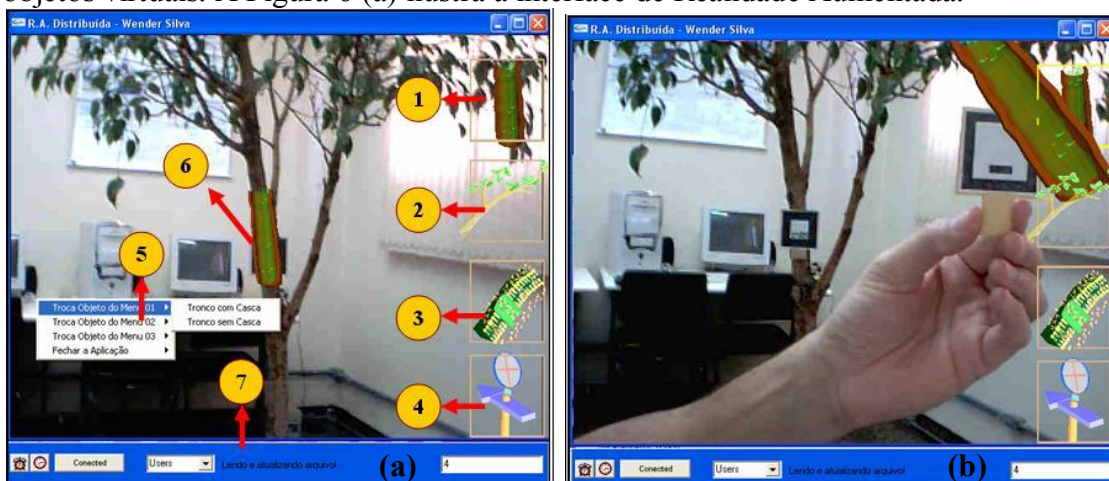 objetos virtuais. A Figura 6 (a) ilustra a interface de Realidade Aumentada.
R.A. Distribuída - Wender Silva
1
6
2
5
Troca Objeto do Menu 01
Tronco com Casca
Troca Objeto do Menu 02
Tronco sem Casca
Troca Objeto do Menu 03
Fechar a Aplicação
3
7
4
Conected
Users
Lendo e atualizando arquivo!
(a)
4
R.A. Distribuída - Wender Silva
Conected
Users
Lendo e atualizando arquivo!
(b)
4